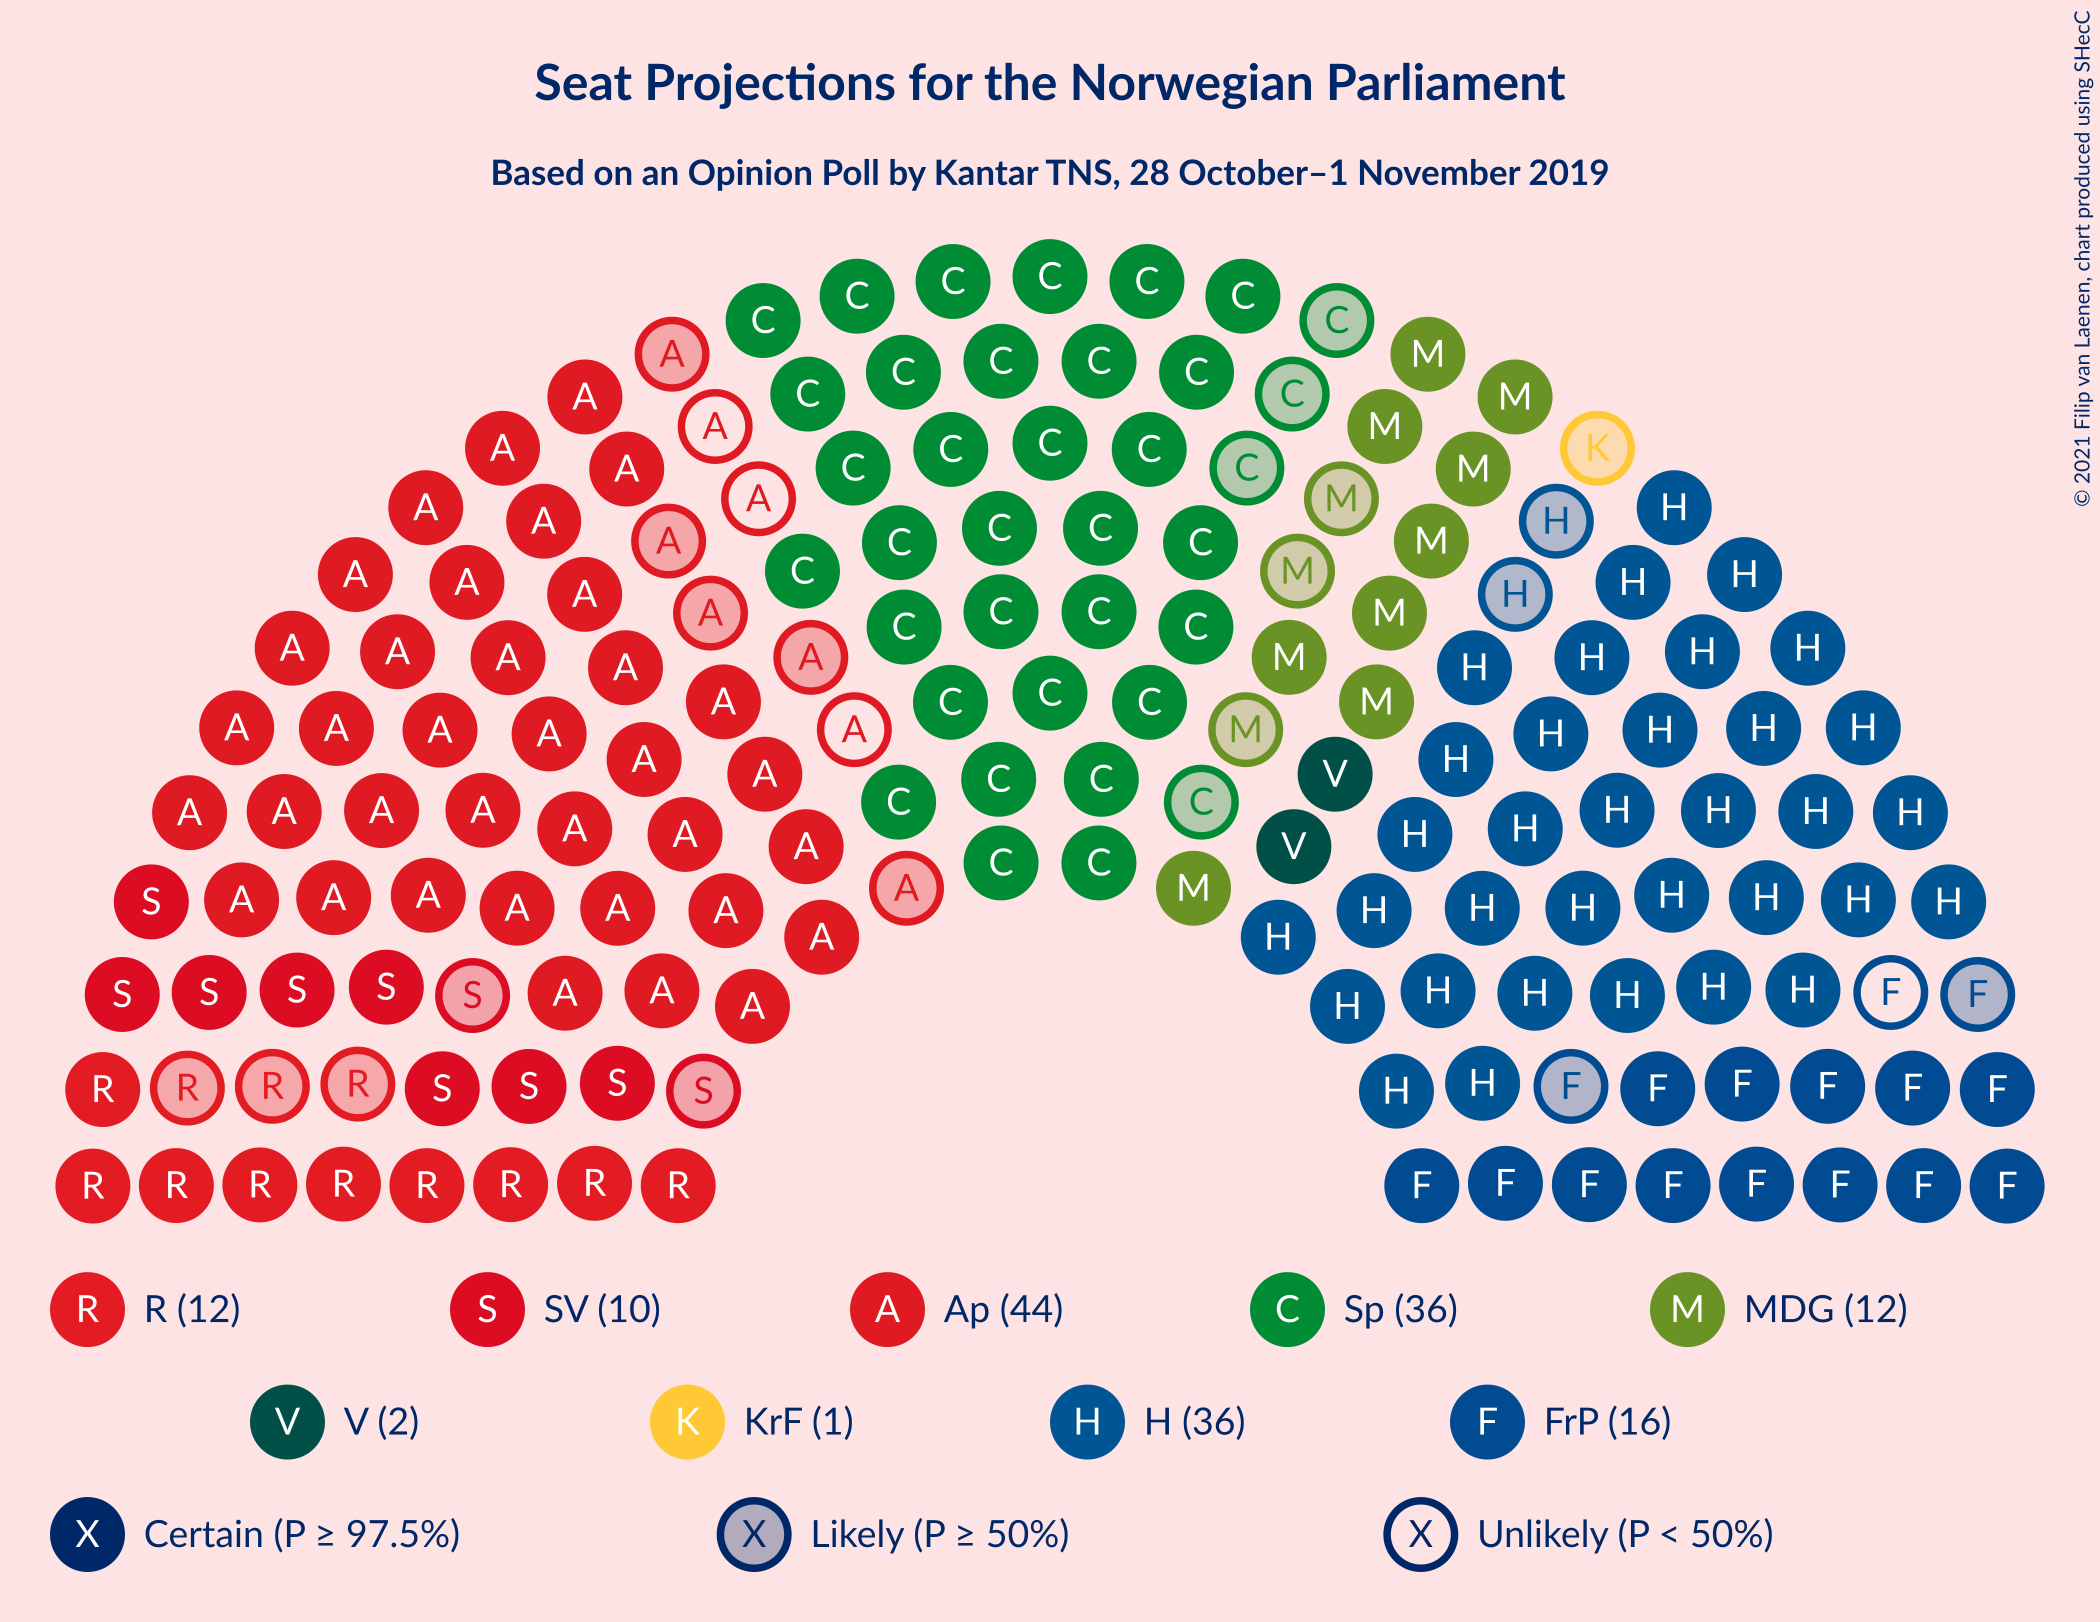 Seat Projections for the Norwegian Parliament
Based on an Opinion Poll by Kantar TNS, 28 October–1 November 2019
© 2021 Filip van Laenen, chart produced using SHecC
C C C C C C C
A C C C C C C M
A A C C C C C M M
A A A C C C C C M M K
A A A A C C C C M M H H
A A A A C C C C M M H H
A A A A A C C C M M H H H H
A A A A A A C C C M V H H H H H
A A A A A A A C C C C V H H H H H H
S A A A A A A A A C C M H H H H H H H H
S S S S S A A A H H H H H H F F
R R R R S S S S H H F F F F F F
R R R R R R R R F F F F F F F F
R R (12) S SV (10) A Ap (44) C Sp (36) M MDG (12)
V V (2) K KrF (1) H H (36) F FrP (16)
X Certain (P ≥ 97.5%) X Likely (P ≥ 50%) X Unlikely (P < 50%)